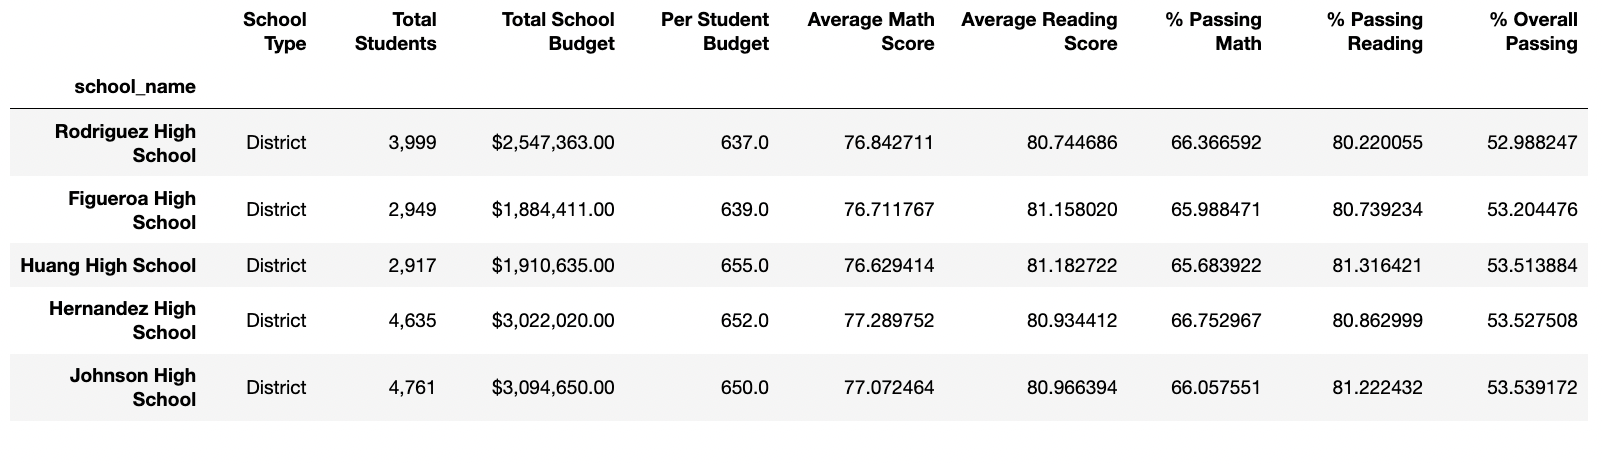 School Type Total Students Total School Budget Per Student Budget Average Math Score Average Reading Score % Passing Math % Passing Reading % Overall Passing
school_name
Rodriguez High School District 3,999 $2,547,363.00 637.0 76.842711 80.744686 66.366592 80.220055 52.988247
Figueroa High School District 2,949 $1,884,411.00 639.0 76.711767 81.158020 65.988471 80.739234 53.204476
Huang High School District 2,917 $1,910,635.00 655.0 76.629414 81.182722 65.683922 81.316421 53.513884
Hernandez High School District 4,635 $3,022,020.00 652.0 77.289752 80.934412 66.752967 80.862999 53.527508
Johnson High School District 4,761 $3,094,650.00 650.0 77.072464 80.966394 66.057551 81.222432 53.539172